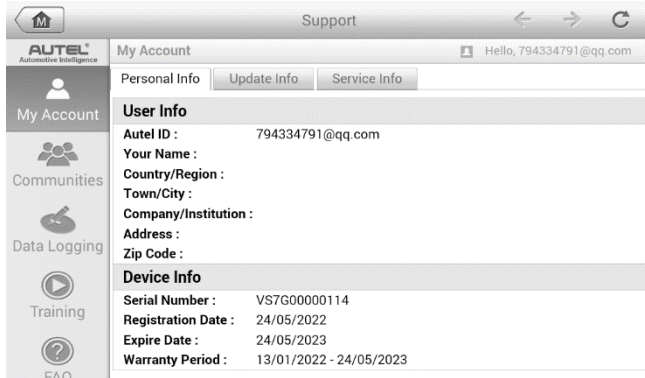 M
Support
AUTEL®
Automotive Intelligence
My Account
Hello, 794334791@qq.com
My Account
Communities
Data Logging
Training
FAQ
Personal Info
Update Info
Service Info
User Info
Autel ID : 794334791@qq.com
Your Name :
Country/Region :
Town/City :
Company/Institution :
Address :
Zip Code :
Device Info
Serial Number : VS7G00000114
Registration Date : 24/05/2022
Expire Date : 24/05/2023
Warranty Period : 13/01/2022 - 24/05/2023